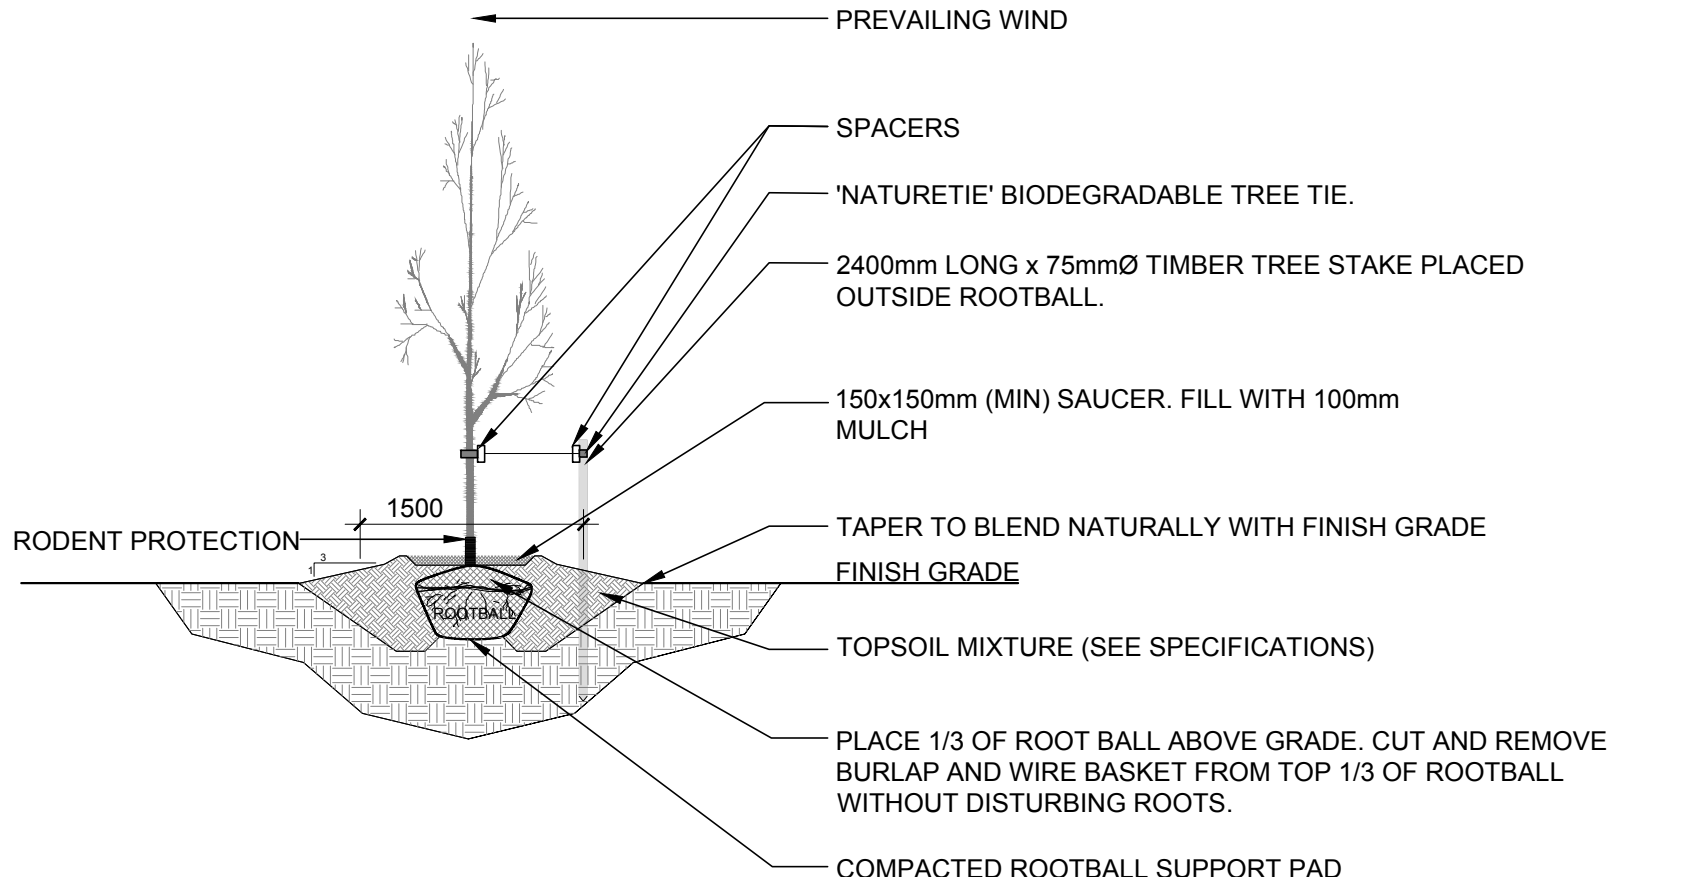 PREVAILING WIND
SPACERS
'NATURETIE' BIODEGRADABLE TREE TIE.
2400mm LONG x 75mmØ TIMBER TREE STAKE PLACED
OUTSIDE ROOTBALL.
150x150mm (MIN) SAUCER. FILL WITH 100mm
MULCH
1500
RODENT PROTECTION
TAPER TO BLEND NATURALLY WITH FINISH GRADE
3
1
FINISH GRADE
ROOTBALL
TOPSOIL MIXTURE (SEE SPECIFICATIONS)
PLACE 1/3 OF ROOT BALL ABOVE GRADE. CUT AND REMOVE
BURLAP AND WIRE BASKET FROM TOP 1/3 OF ROOTBALL
WITHOUT DISTURBING ROOTS.
COMPACTED ROOTBALL SUPPORT PAD